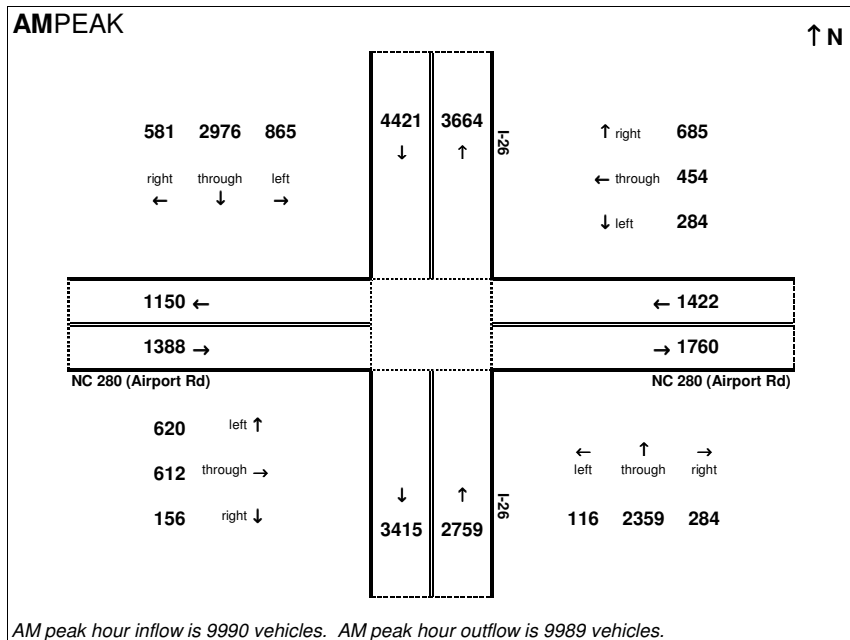 AM PEAK
↑ N
581 2976 865
right through left
← ↓ →
4421 3664
↓ ↑
I-26
↑ right 685
← through 454
↓ left 284
1150 ←
← 1422
1388 →
→ 1760
NC 280 (Airport Rd)
NC 280 (Airport Rd)
620 left ↑
612 through →
156 right ↓
↓ ↑
3415 2759
I-26
← ↑ →
left through right
116 2359 284
AM peak hour inflow is 9990 vehicles. AM peak hour outflow is 9989 vehicles.